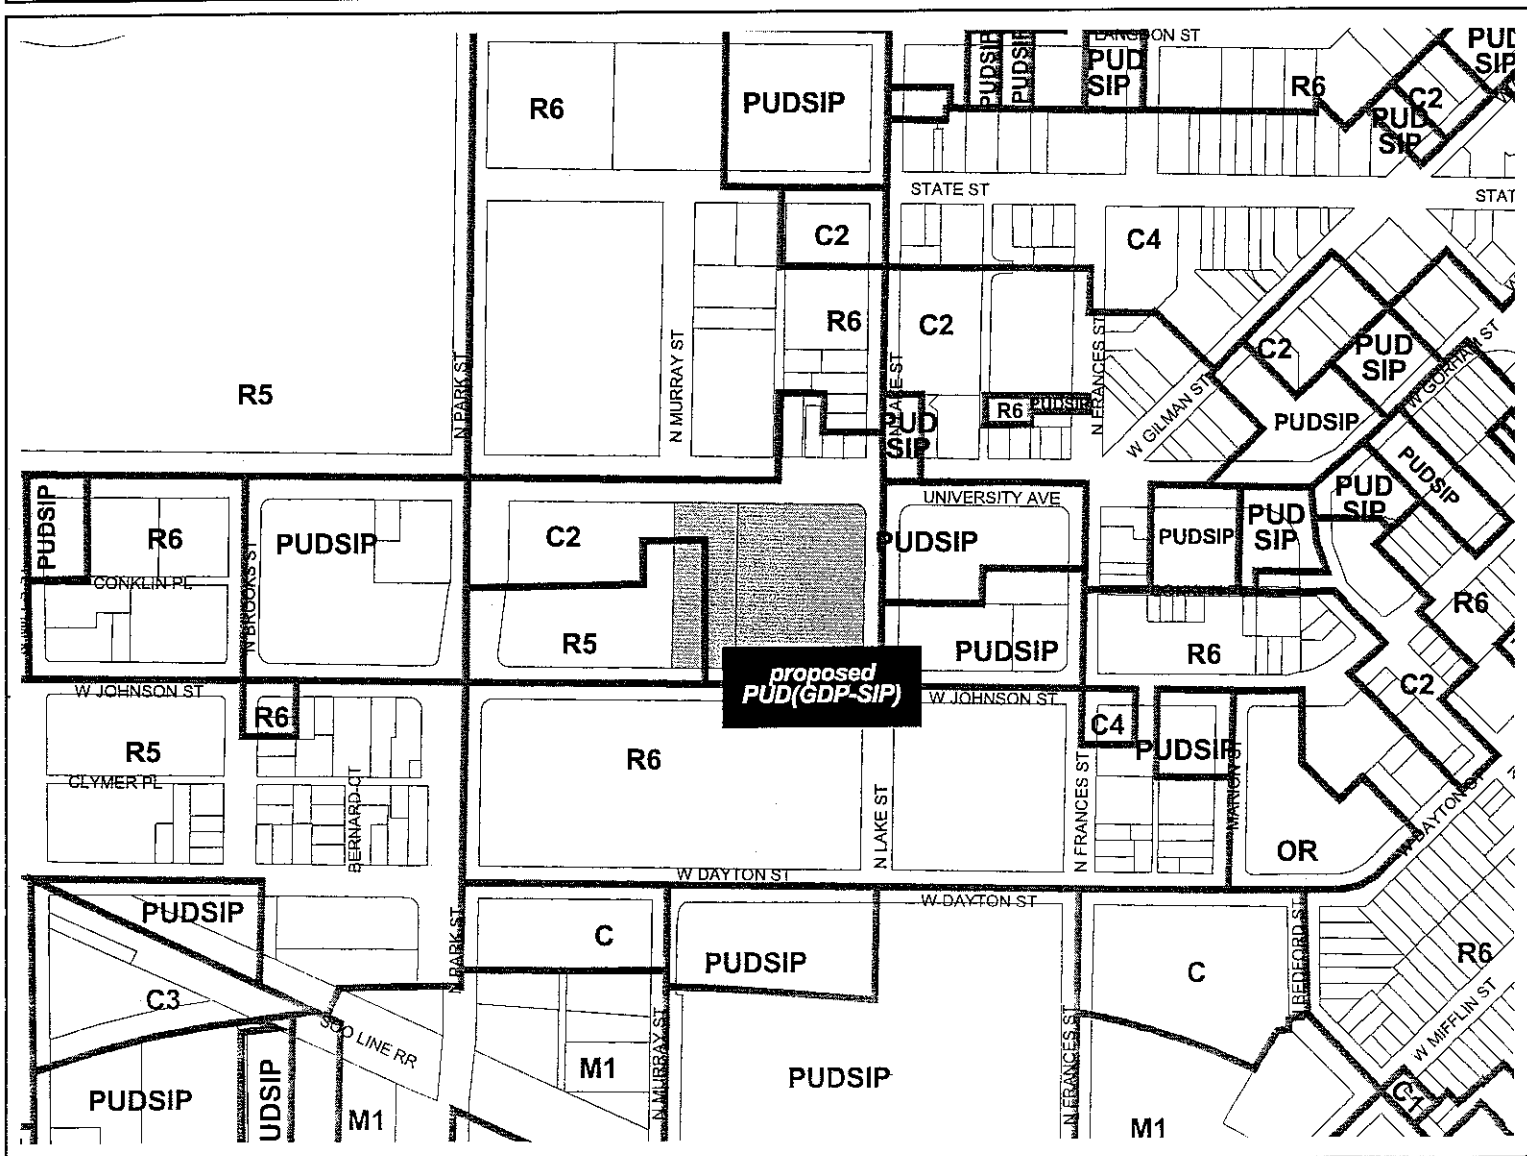 LANGDON ST
PUDSIP
PUDSIP
PUD
SIP
PUD
SIP
R6
PUDSIP
R6
C2
PUD
SIP
STATE ST
STAT
C2
C4
R6
C2
N MURRAY ST
N PARK ST
R5
N LAKE ST
N FRANCES ST
C2
PUD
SIP
W GORHAM ST
W GILMAN ST
R6
PUDSIP
PUD
SIP
PUDSIP
PUDSIP
UNIVERSITY AVE
PUD
SIP
PUDSIP
R6
PUDSIP
C2
PUDSIP
PUDSIP
PUD
SIP
CONKLIN PL
N BROOKS ST
R5
PUDSIP
R6
R6
proposed
PUD(GDP-SIP)
W JOHNSON ST
W JOHNSON ST
R6
C4
C2
R5
R6
PUDSIP
MARION ST
CLYMER PL
BERNARD CT
N LAKE ST
N FRANCES ST
OR
W DAYTON ST
W DAYTON ST
W DAYTON ST
PUDSIP
C
PUDSIP
N PARK ST
C
N BEDFORD ST
R6
C3
SOO LINE RR
W MIFFLIN ST
M1
N MURRAY ST
PUDSIP
N FRANCES ST
PUDSIP
UDSIP
M1
M1
C1